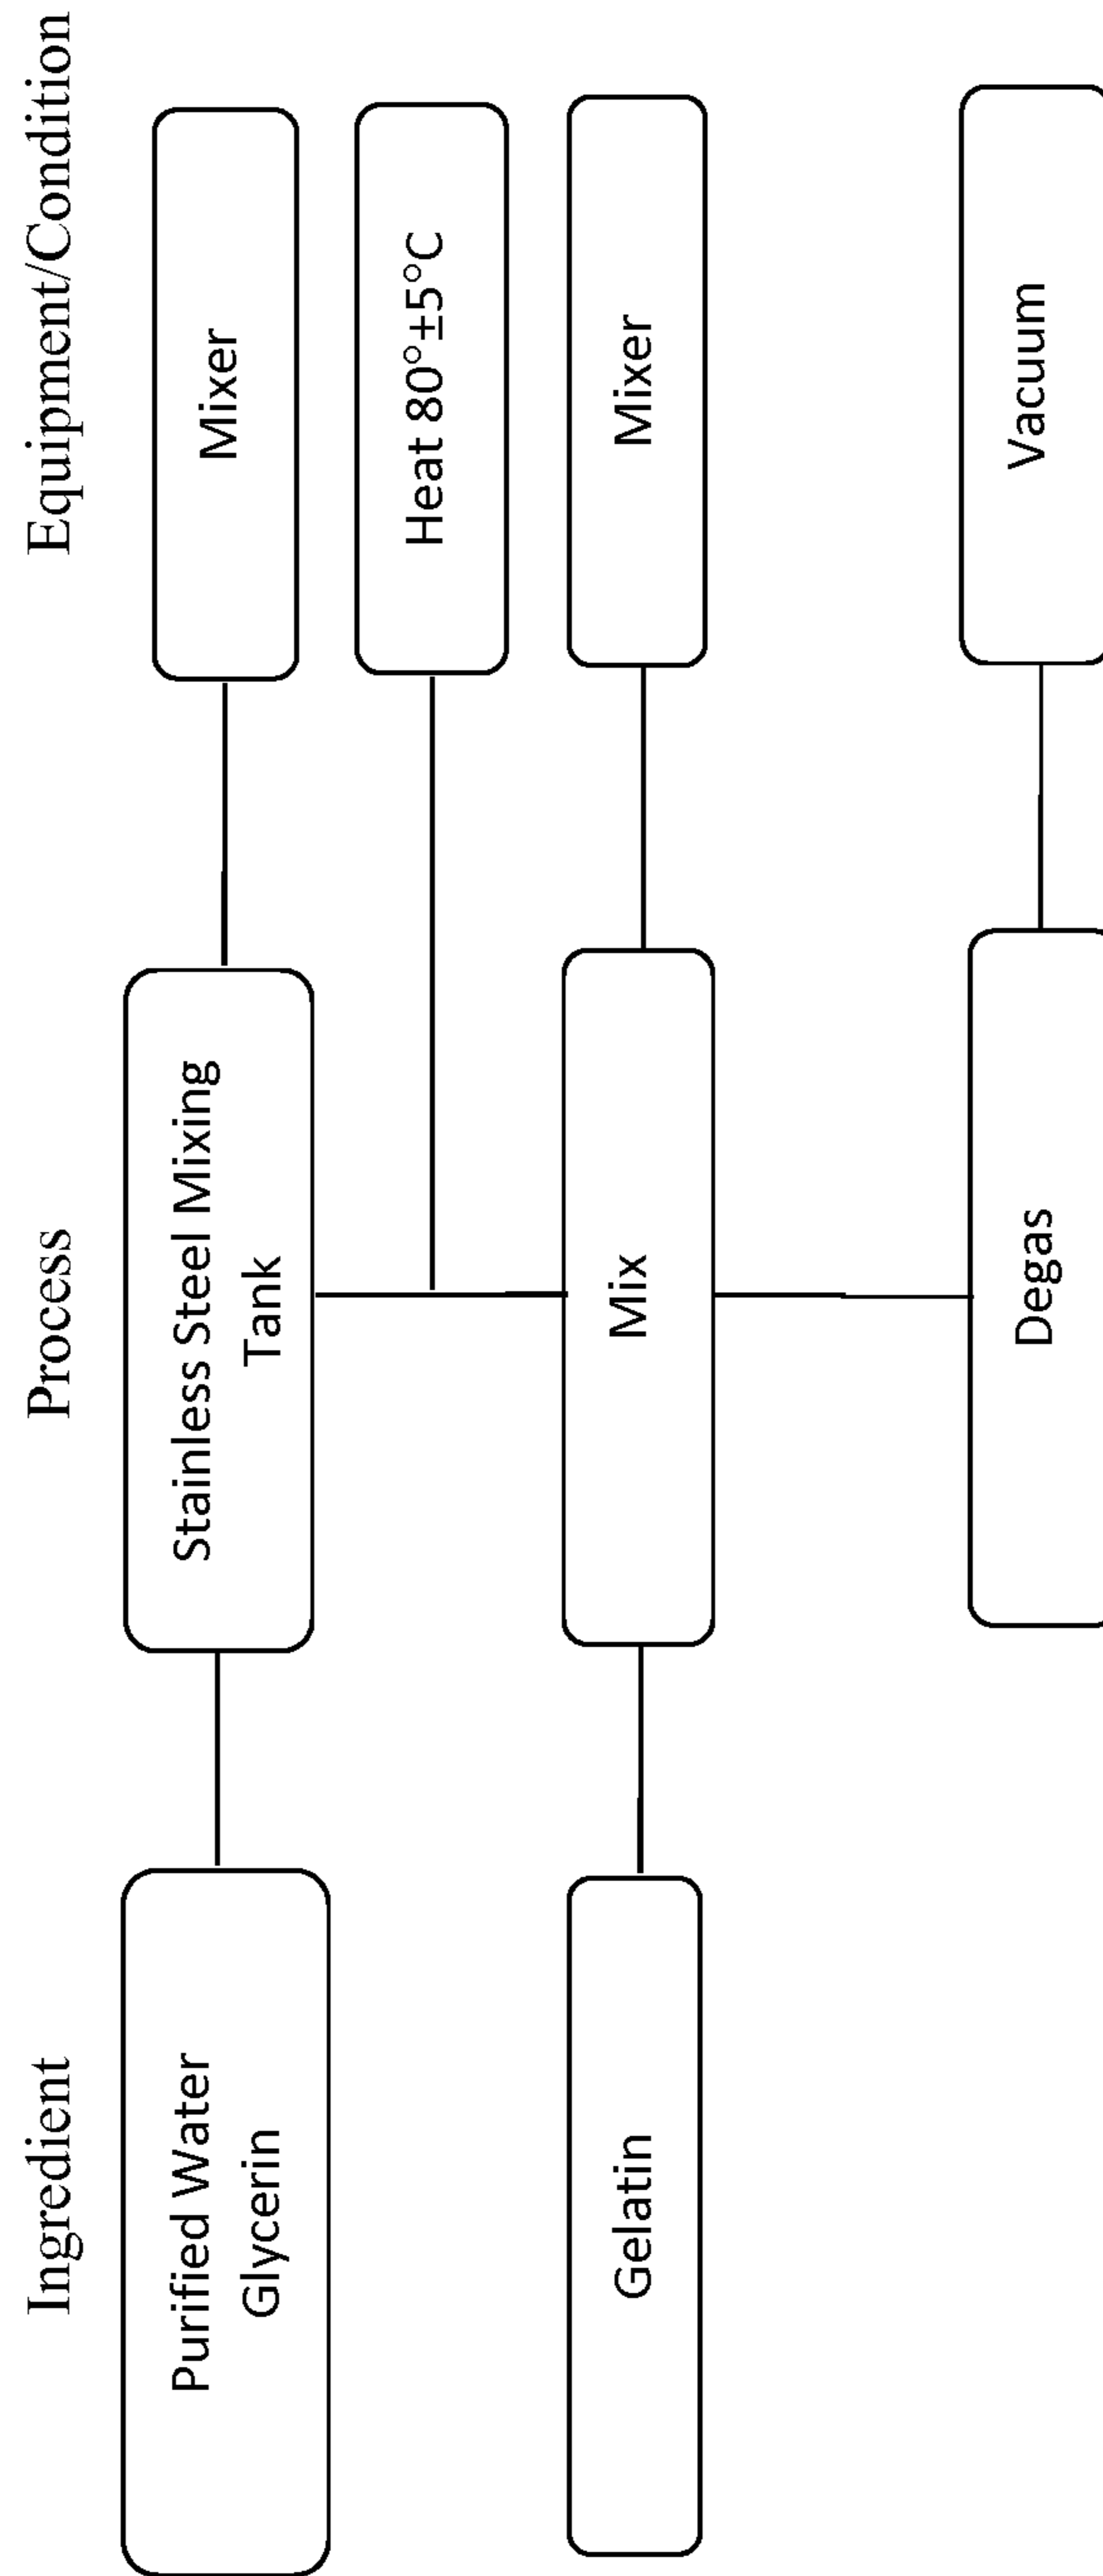 Ingredient
Process
Equipment/Condition
Purified Water
Glycerin
Stainless Steel Mixing
Tank
Mixer
Heat 80°±5°C
Gelatin
Mix
Mixer
Degas
Vacuum